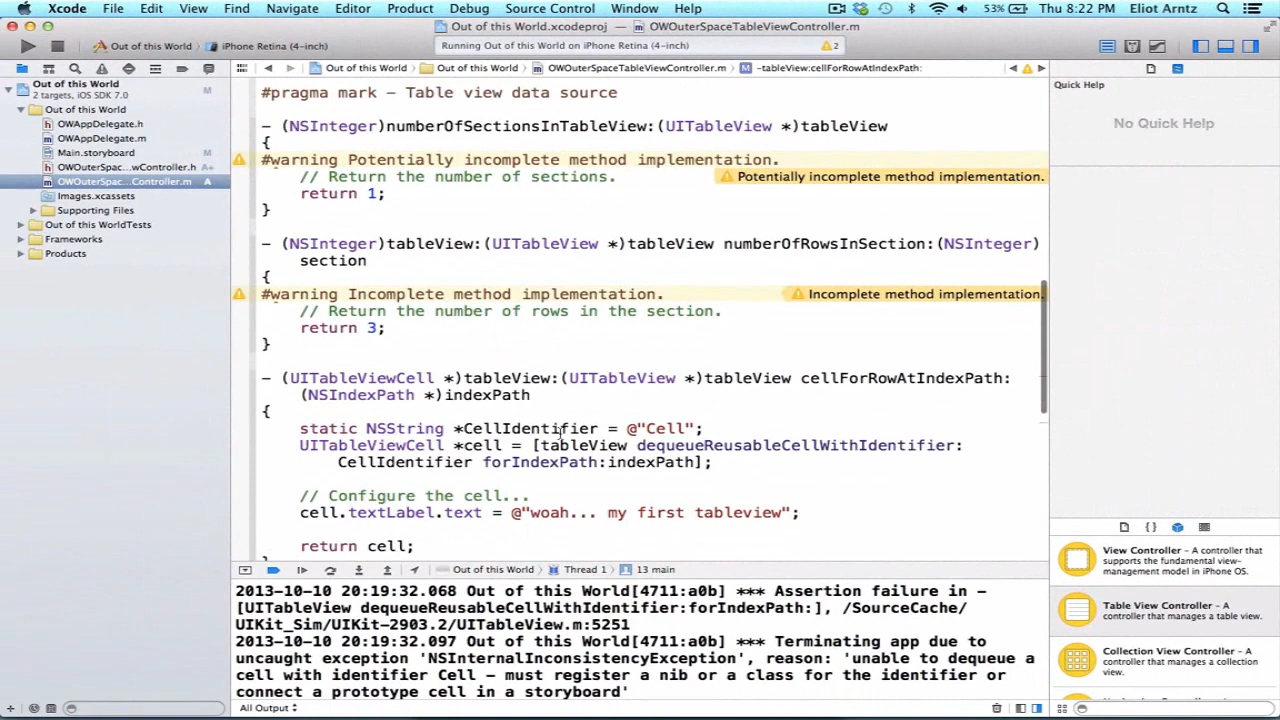 Xcode File Edit View Find Navigate Editor Product Debug Source Control Window Help 53% Thu 8:22 PM Eliot Arntz
Out of this World.xcodeproj — OWOuterSpaceTableViewController.m
Out of this World iPhone Retina (4-inch) Running Out of this World on iPhone Retina (4-inch) 2
Out of this World Out of this World OWOuterSpaceTableViewController.m -tableView:cellForRowAtIndexPath:
Out of this World M
2 targets, iOS SDK 7.0
Out of this World
OWAppDelegate.h
OWAppDelegate.m
Main.storyboard M
OWOuterSpac...wController.h A+
OWOuterSpac...Controller.m A
Images.xcassets
Supporting Files
Out of this WorldTests
Frameworks
Products
#pragma mark - Table view data source
- (NSInteger)numberOfSectionsInTableView:(UITableView *)tableView
{
#warning Potentially incomplete method implementation.
// Return the number of sections. Potentially incomplete method implementation.
return 1;
}
- (NSInteger)tableView:(UITableView *)tableView numberOfRowsInSection:(NSInteger)
section
{
#warning Incomplete method implementation. Incomplete method implementation.
// Return the number of rows in the section.
return 3;
}
- (UITableViewCell *)tableView:(UITableView *)tableView cellForRowAtIndexPath:
(NSIndexPath *)indexPath
{
static NSString *CellIdentifier = @"Cell";
UITableViewCell *cell = [tableView dequeueReusableCellWithIdentifier:
CellIdentifier forIndexPath:indexPath];
// Configure the cell...
cell.textLabel.text = @"woah... my first tableview";
return cell;
Out of this World Thread 1 13 main
2013-10-10 20:19:32.068 Out of this World[4711:a0b] *** Assertion failure in -
[UITableView dequeueReusableCellWithIdentifier:forIndexPath:], /SourceCache/
UIKit_Sim/UIKit-2903.2/UITableView.m:5251
2013-10-10 20:19:32.097 Out of this World[4711:a0b] *** Terminating app due to
uncaught exception 'NSInternalInconsistencyException', reason: 'unable to dequeue a
cell with identifier Cell - must register a nib or a class for the identifier or
connect a prototype cell in a storyboard'
All Output
Quick Help
No Quick Help
View Controller - A controller that
supports the fundamental view-
management model in iPhone OS.
Table View Controller - A
controller that manages a table view.
Collection View Controller - A
controller that manages a collection
view.